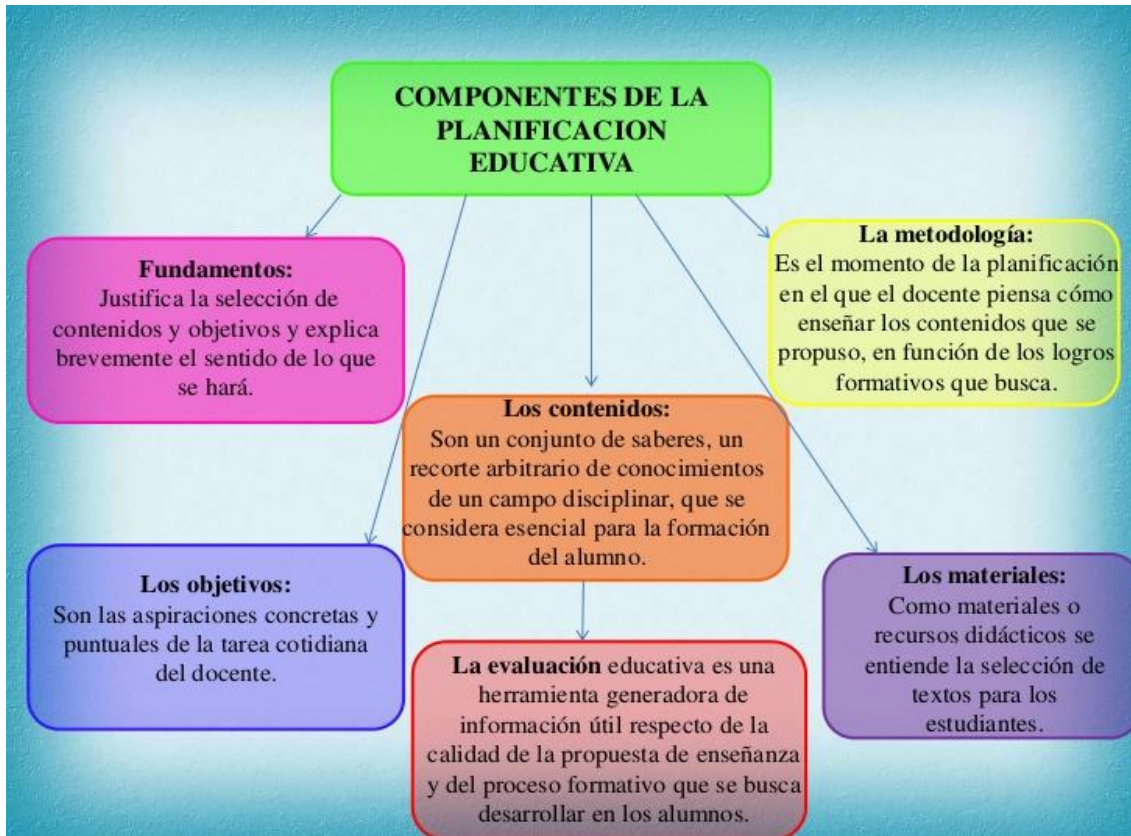 COMPONENTES DE LA
PLANIFICACION
EDUCATIVA
Fundamentos:
Justifica la selección de
contenidos y objetivos y explica
brevemente el sentido de lo que
se hará.
La metodología:
Es el momento de la planificación
en el que el docente piensa cómo
enseñar los contenidos que se
propuso, en función de los logros
formativos que busca.
Los contenidos:
Son un conjunto de saberes, un
recorte arbitrario de conocimientos
de un campo disciplinar, que se
considera esencial para la formación
del alumno.
Los objetivos:
Son las aspiraciones concretas y
puntuales de la tarea cotidiana
del docente.
Los materiales:
Como materiales o
recursos didácticos se
entiende la selección de
textos para los
estudiantes.
La evaluación educativa es una
herramienta generadora de
información útil respecto de la
calidad de la propuesta de enseñanza
y del proceso formativo que se busca
desarrollar en los alumnos.